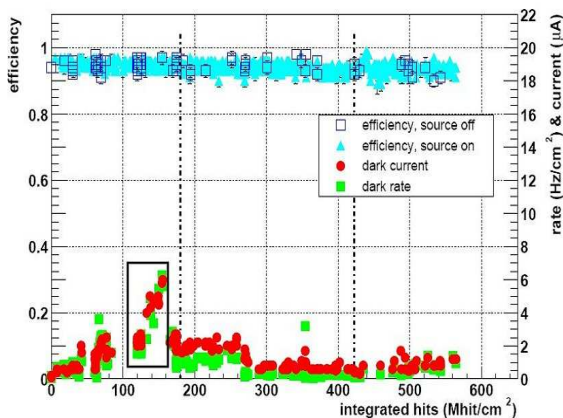 efficiency
1
0.8
0.6
0.4
0.2
0
22
20
18
16
14
12
10
8
6
4
2
0
rate (Hz/cm²) & current (µA)
efficiency, source off
efficiency, source on
dark current
dark rate
0 100 200 300 400 500 600
integrated hits (Mhit/cm²)